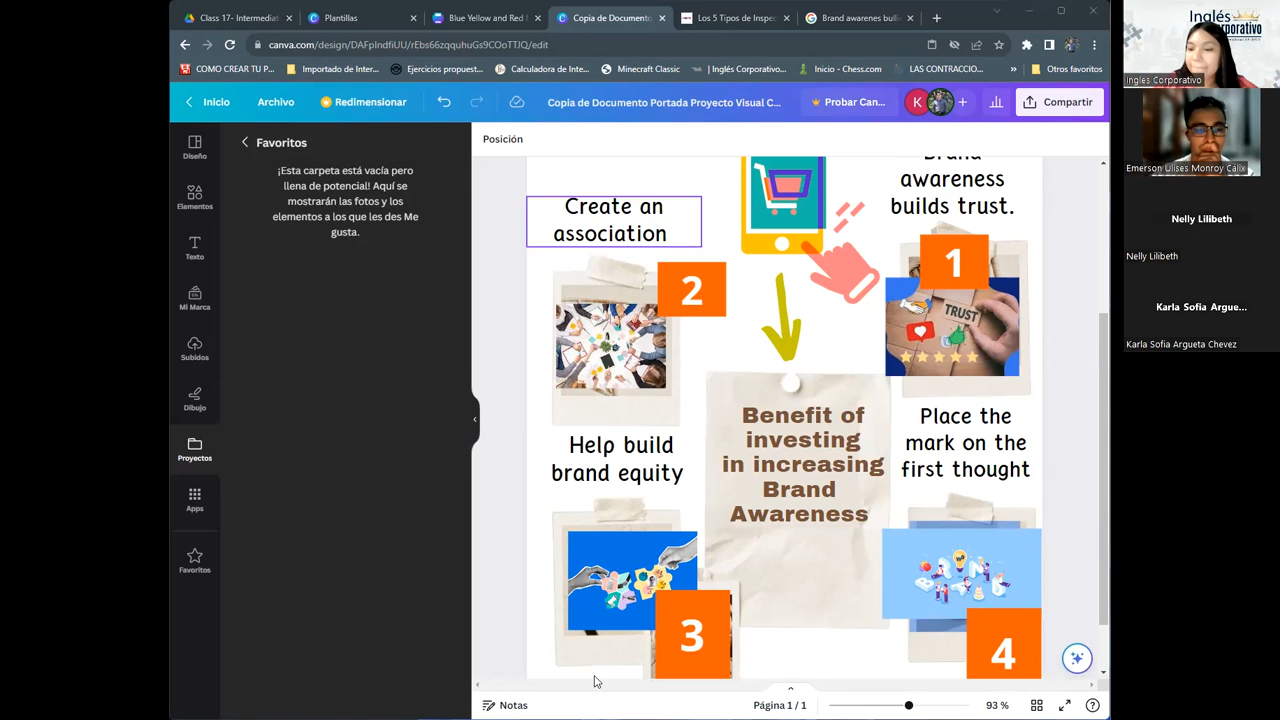 Class 17- Intermediat
Plantillas
Blue Yellow and Red
Copia de Documento
Los 5 Tipos de Inspec
Brand awarenes buil
canva.com/design/DAFpIndfiUU/rEbs66zqquhuGs9COoTTJQ/edit
COMO CREAR TU P...
Importado de Inter...
Ejercicios propuest...
Calculadora de Inte...
Minecraft Classic
| Inglés Corporativo...
Inicio - Chess.com
LAS CONTRACCIO...
Otros favoritos
Inicio
Archivo
Redimensionar
Copia de Documento Portada Proyecto Visual C...
Probar Can...
K
Compartir
Diseño
Elementos
Texto
Mi Marca
Subidos
Dibujo
Proyectos
Apps
Favoritos
Favoritos
¡Esta carpeta está vacía pero
llena de potencial! Aquí se
mostrarán las fotos y los
elementos a los que les des Me
gusta.
Posición
Create an
association
Brand
awareness
builds trust.
2
1
TRUST
Help build
brand equity
Benefit of
investing
in increasing
Brand
Awareness
Place the
mark on the
first thought
3
BRAND
4
Notas
Página 1 / 1
93 %
Inglés
Corporativo
Ingles Corporativo
Emerson Ulises Monroy Cálix
Nelly Lilibeth
Nelly Lilibeth
Karla Sofia Argue...
Karla Sofia Argueta Chevez